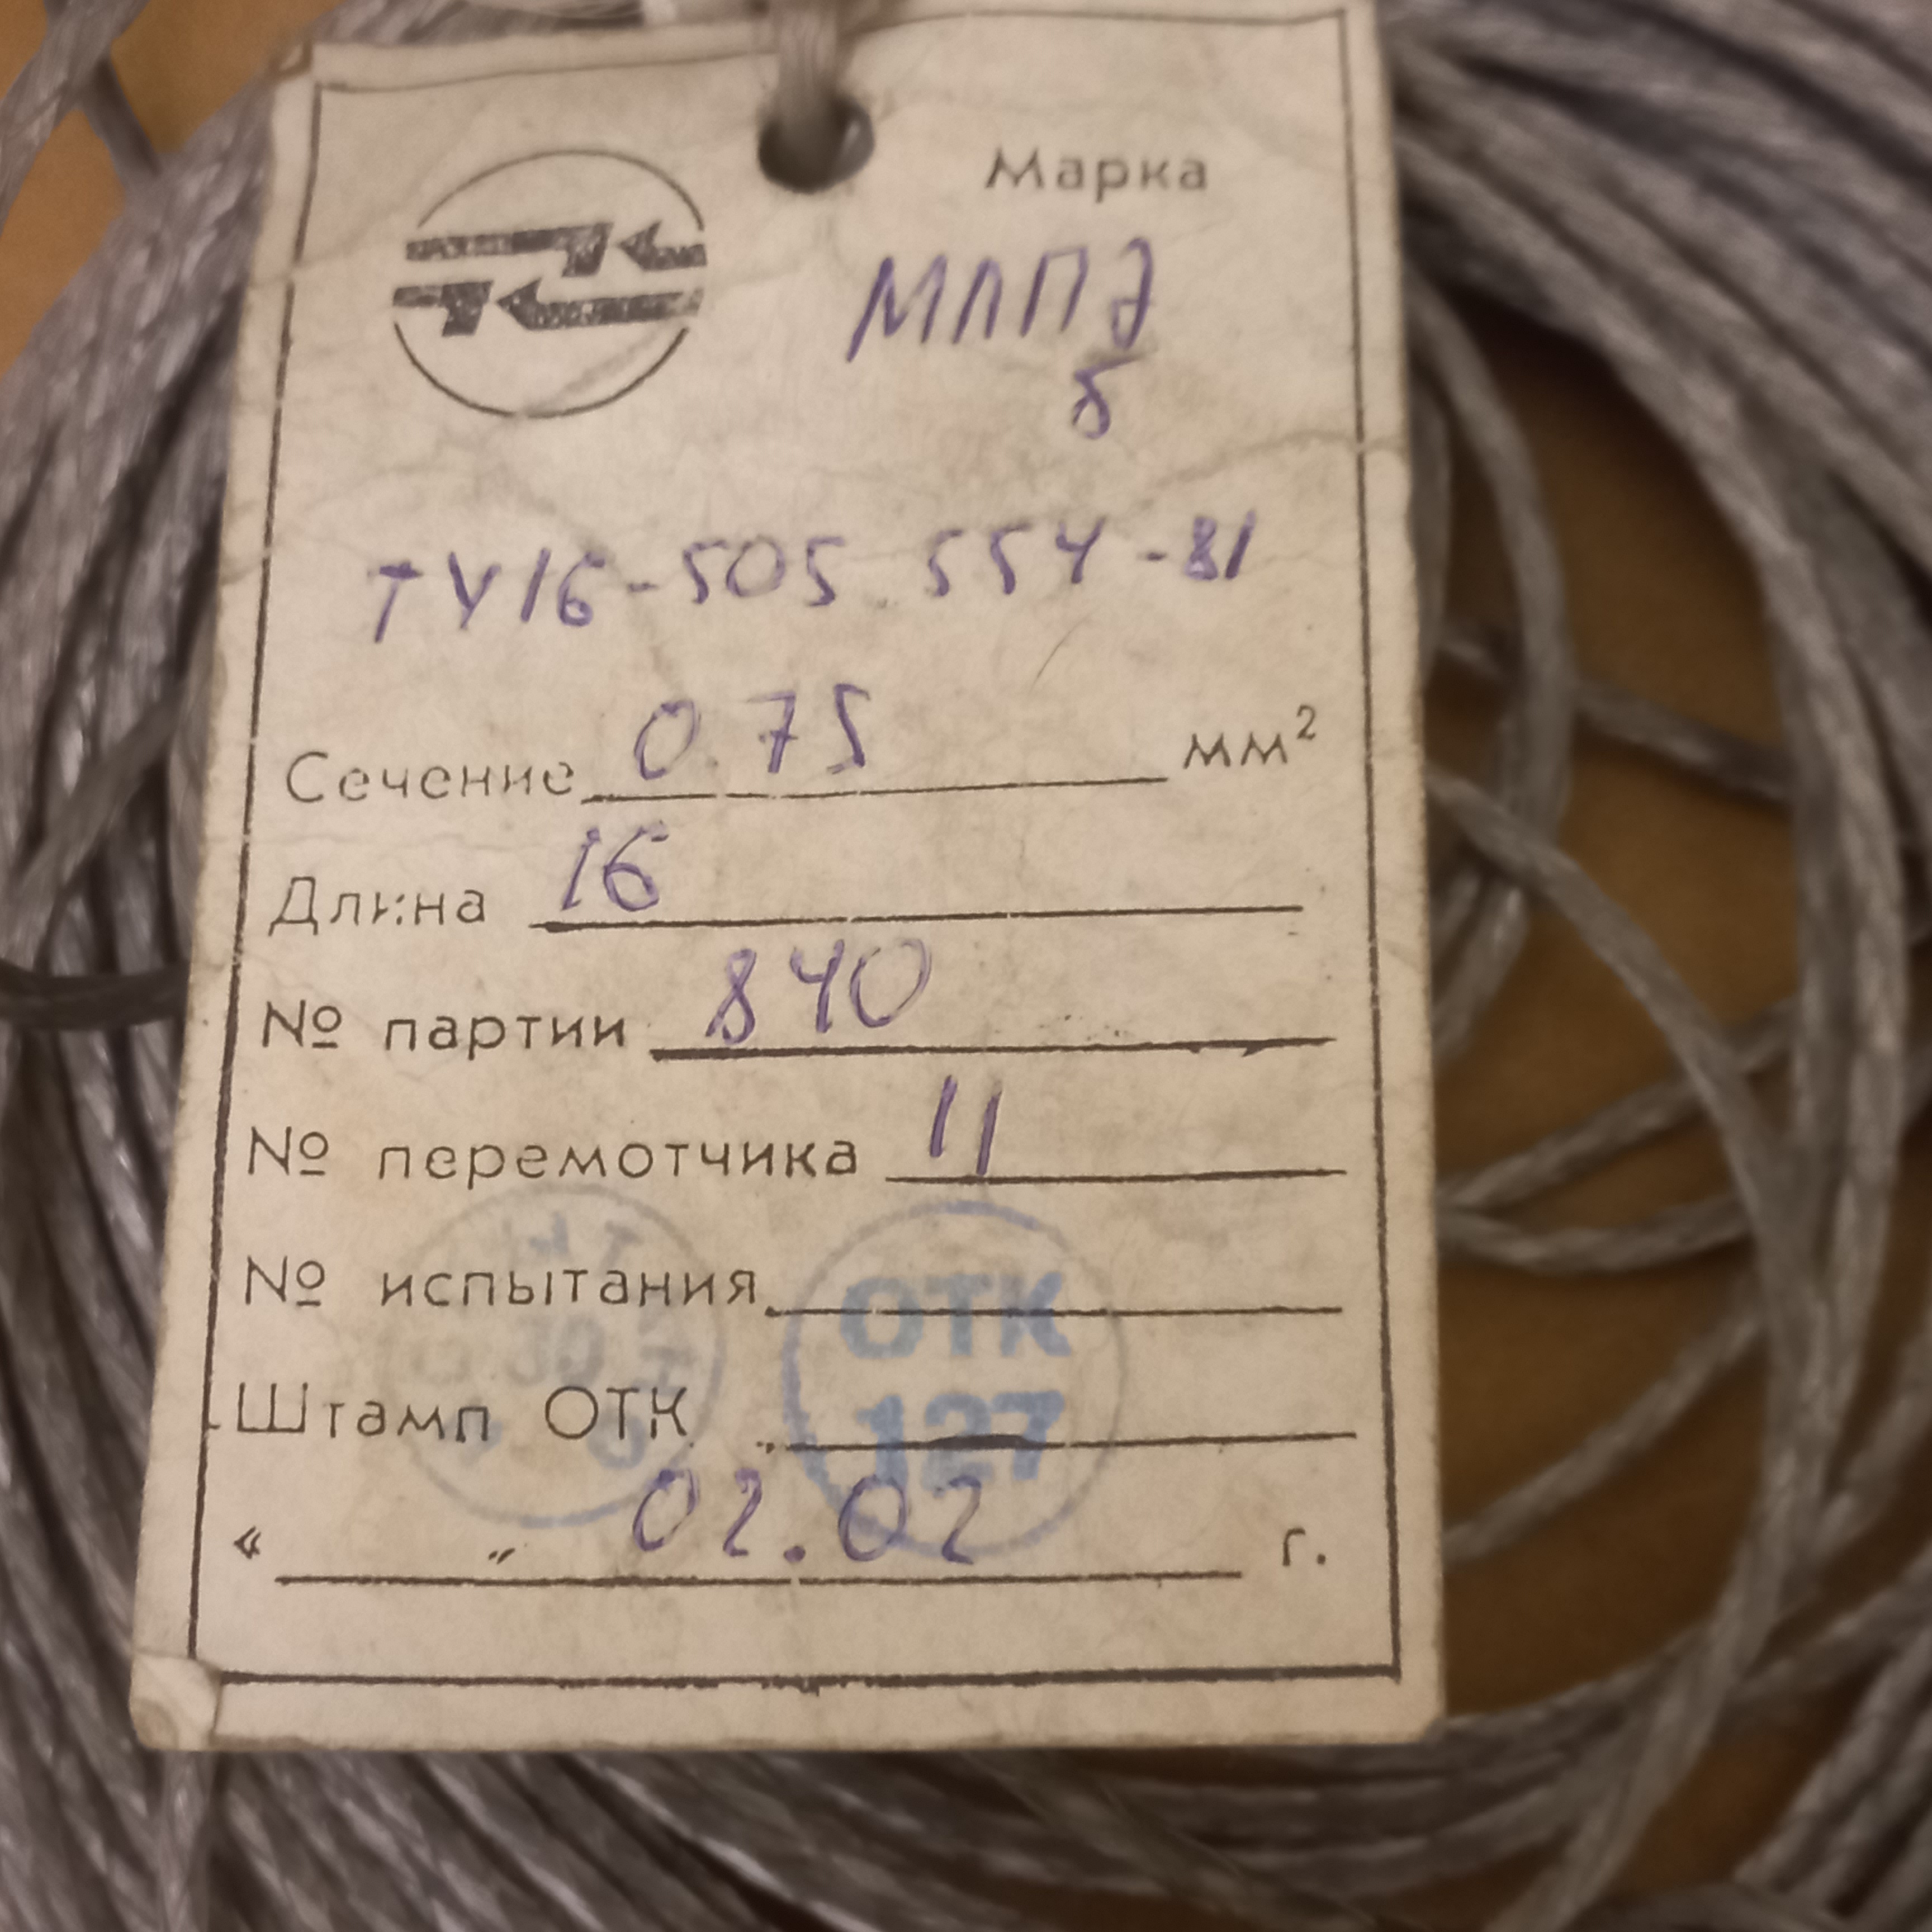 Марка
МЛПЭ
б
ТУ16-505.554-81
Сечение 0.75 мм²
Длина 16
№ партии 840
№ перемотчика 11
№ испытания
ОТК
Штамп ОТК
127
« „ 02.02 г.